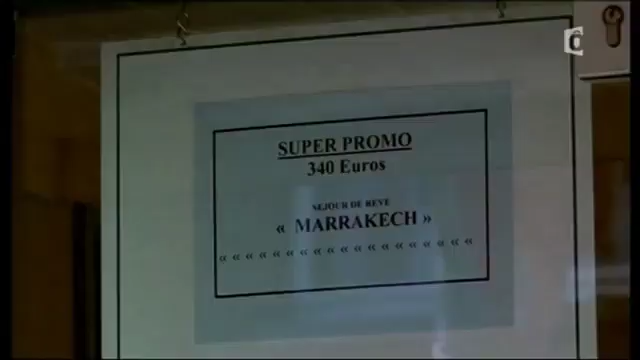 SUPER PROMO
340 Euros
SEJOUR DE REVE
« MARRAKECH »
« « « « « « « « « « « « « « « « « « «